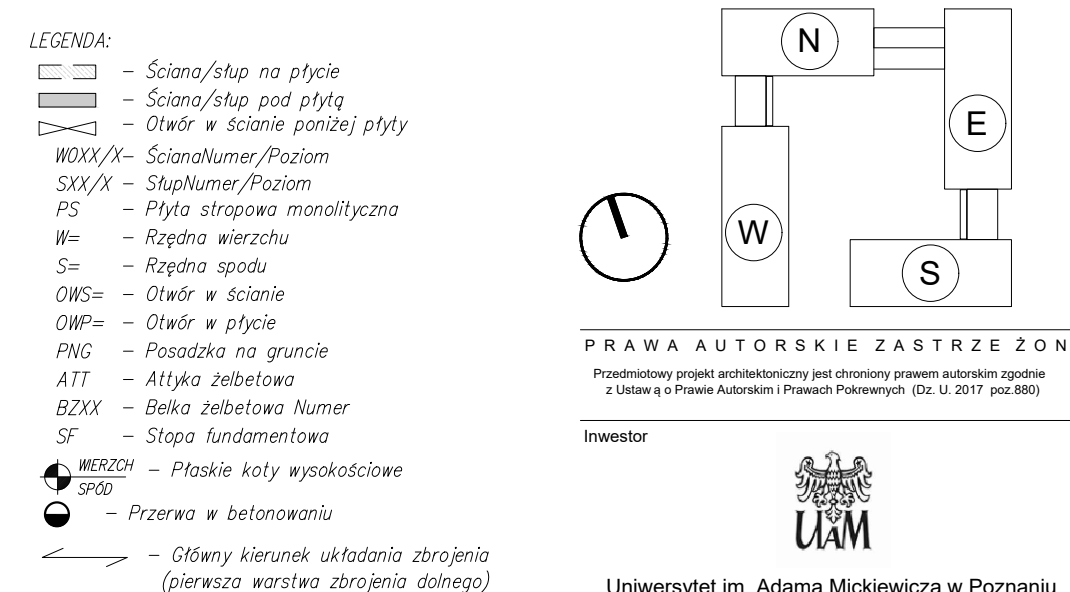 LEGENDA:
– Ściana/słup na płycie
– Ściana/słup pod płytą
– Otwór w ścianie poniżej płyty
WOXX/X– ŚcianaNumer/Poziom
SXX/X – SłupNumer/Poziom
PS – Płyta stropowa monolityczna
W= – Rzędna wierzchu
S= – Rzędna spodu
OWS= – Otwór w ścianie
OWP= – Otwór w płycie
PNG – Posadzka na gruncie
ATT – Attyka żelbetowa
BZXX – Belka żelbetowa Numer
SF – Stopa fundamentowa
WIERZCH – Płaskie koty wysokościowe
SPÓD
– Przerwa w betonowaniu
– Główny kierunek układania zbrojenia
(pierwsza warstwa zbrojenia dolnego)
N
E
W
S
P R A W A A U T O R S K I E Z A S T R Z E Ż O N
Przedmiotowy projekt architektoniczny jest chroniony prawem autorskim zgodnie
z Ustaw ą o Prawie Autorskim i Prawach Pokrewnych (Dz. U. 2017 poz.880)
Inwestor
UAM
Uniwersytet im. Adama Mickiewicza w Poznaniu